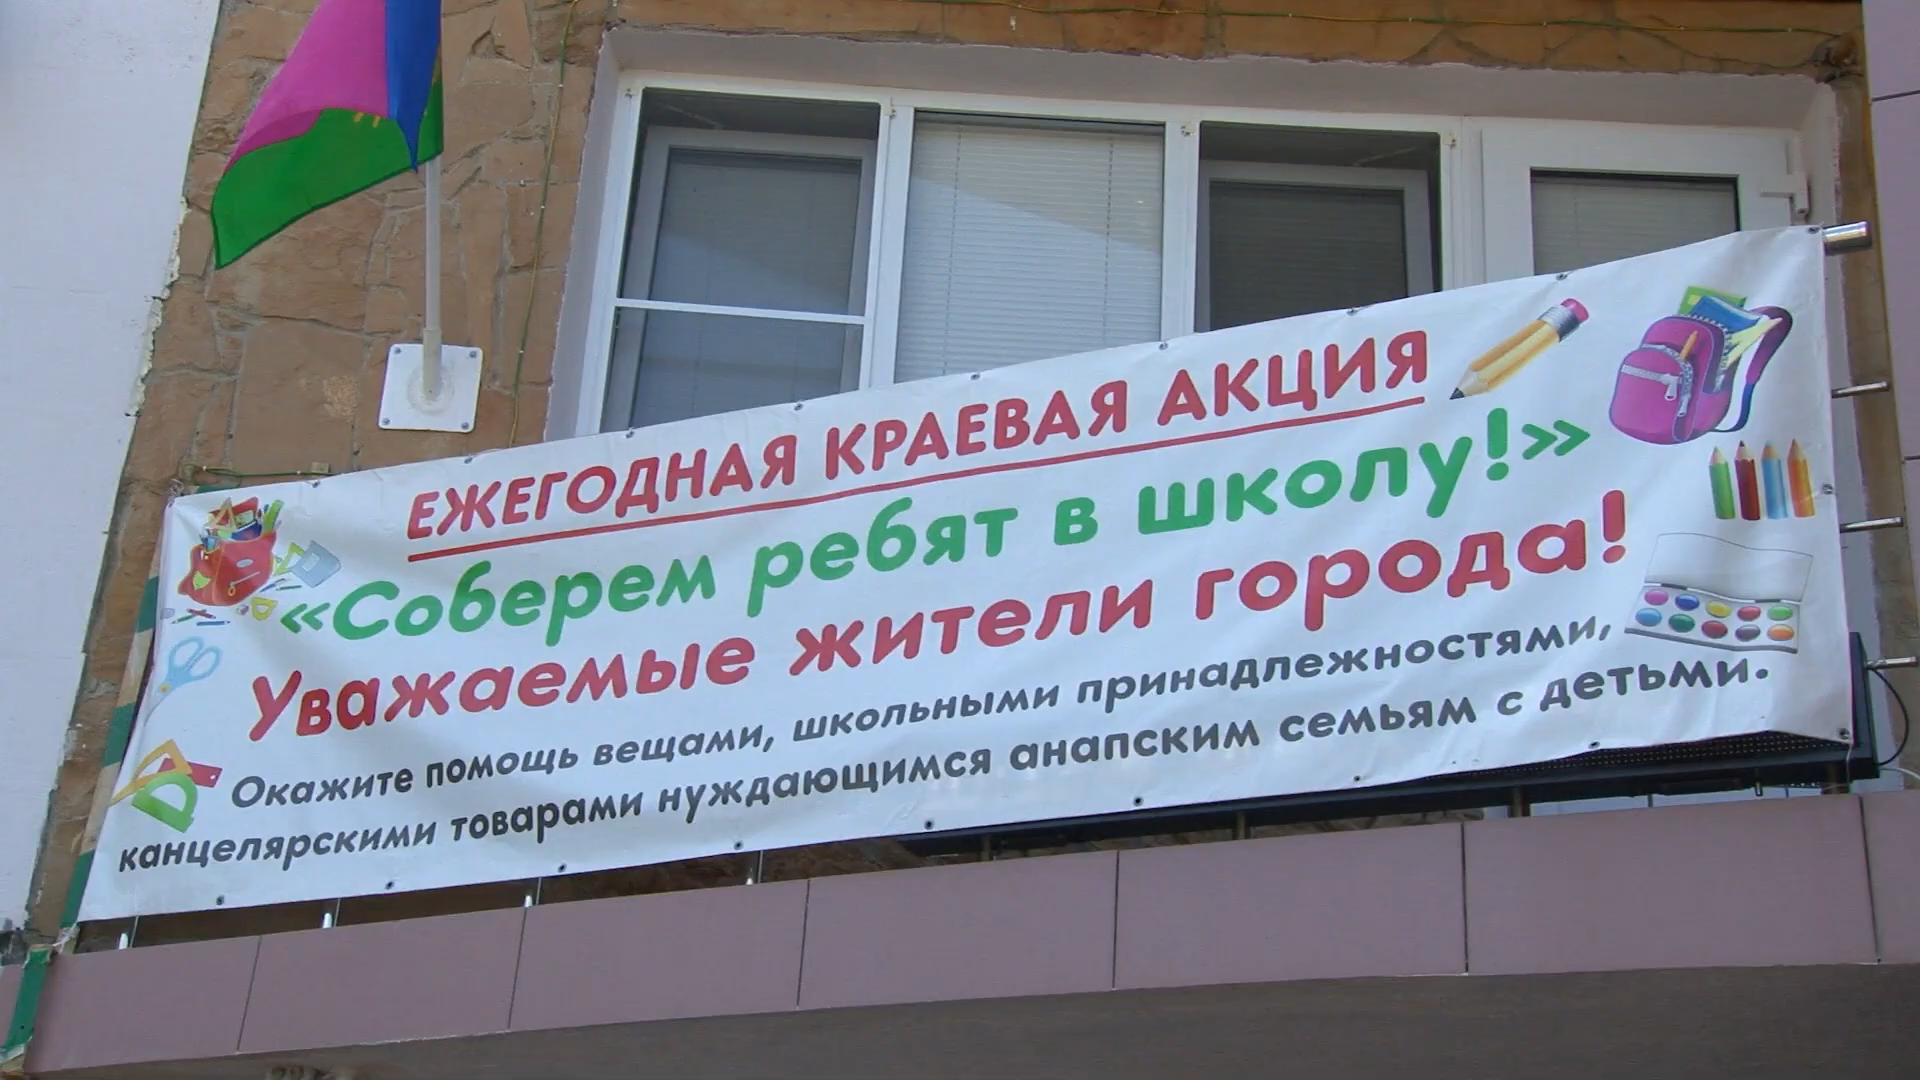 ЕЖЕГОДНАЯ КРАЕВАЯ АКЦИЯ
«Соберем ребят в школу!»
Уважаемые жители города!
Окажите помощь вещами, школьными принадлежностями,
канцелярскими товарами нуждающимся анапским семьям с детьми.